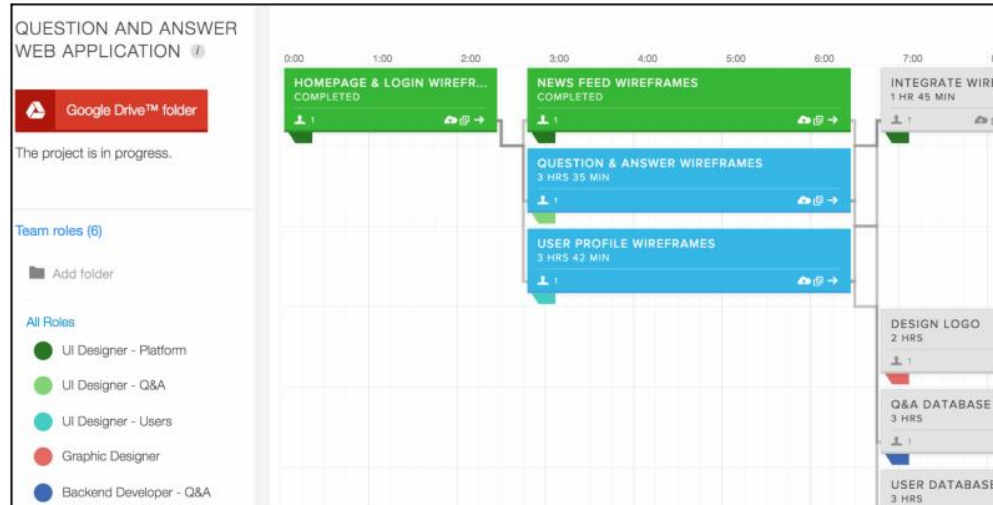 QUESTION AND ANSWER
WEB APPLICATION i
Google Drive™ folder
The project is in progress.
Team roles (6)
Add folder
All Roles
UI Designer - Platform
UI Designer - Q&A
UI Designer - Users
Graphic Designer
Backend Developer - Q&A
0:00 1:00 2:00 3:00 4:00 5:00 6:00 7:00
HOMEPAGE & LOGIN WIREFR...
COMPLETED
1
NEWS FEED WIREFRAMES
COMPLETED
1
QUESTION & ANSWER WIREFRAMES
3 HRS 35 MIN
1
USER PROFILE WIREFRAMES
3 HRS 42 MIN
1
INTEGRATE WIRE
1 HR 45 MIN
1
DESIGN LOGO
2 HRS
1
Q&A DATABASE
3 HRS
1
USER DATABASE
3 HRS